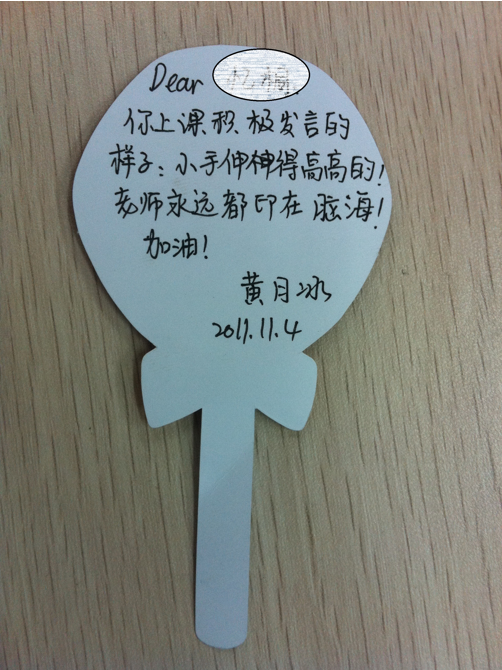 Dear
你上课积极发言的
样子：小手伸伸得高高的！
老师永远都印在脑海！
加油！
黄月冰
2011.11.4